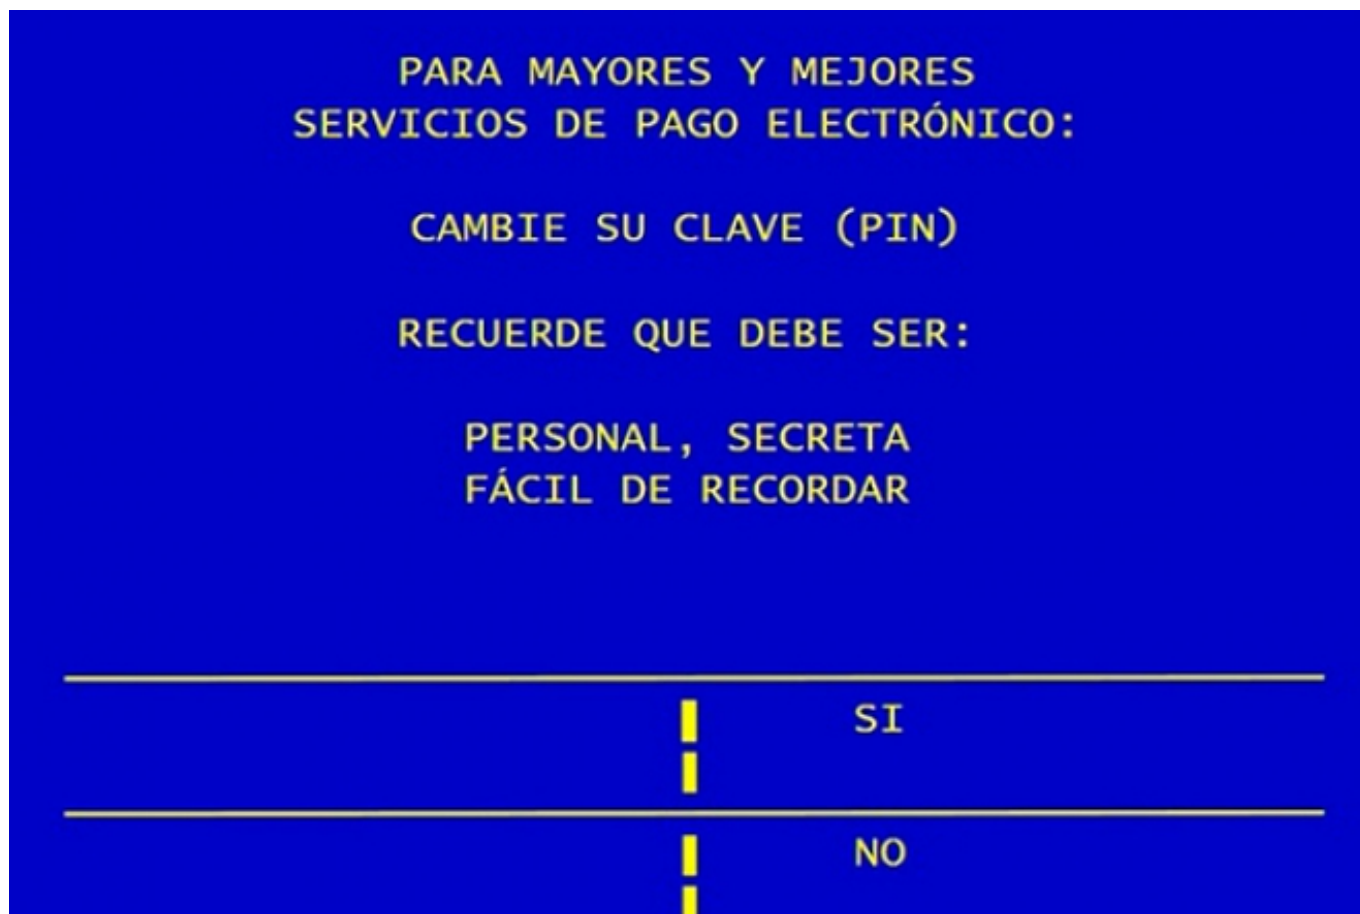 PARA MAYORES Y MEJORES
SERVICIOS DE PAGO ELECTRÓNICO:
CAMBIE SU CLAVE (PIN)
RECUERDE QUE DEBE SER:
PERSONAL, SECRETA
FÁCIL DE RECORDAR
SI
NO